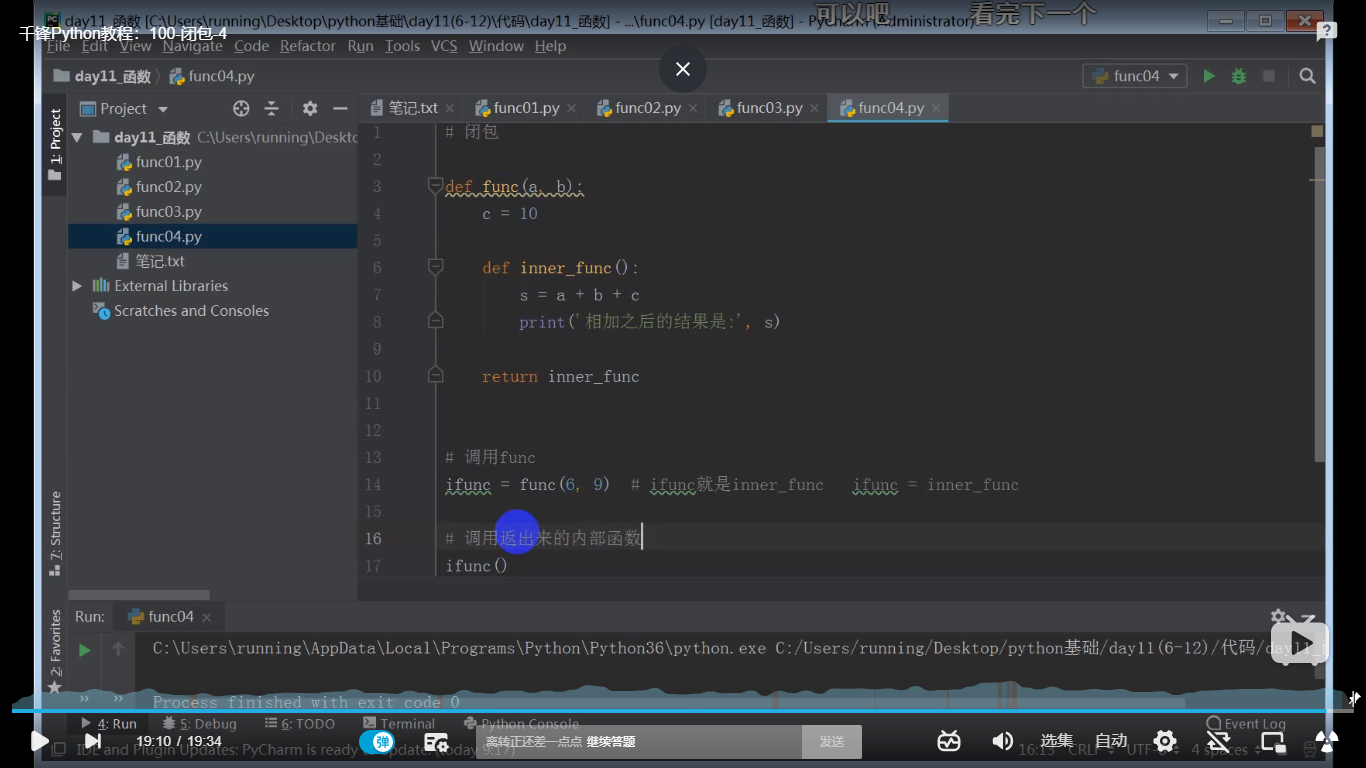 day11_函数 [C:\Users\running\Desktop\python基础\day11(6-12)\代码\day11_函数] - ...\func04.py [day11_函数] - PyCharm (Administrator)
可以吧
看完下一个
千锋Python教程：100-闭包-4
File Edit View Navigate Code Refactor Run Tools VCS Window Help
day11_函数 func04.py
func04
Project
笔记.txt func01.py func02.py func03.py func04.py
1: Project
day11_函数 C:\Users\running\Deskto
func01.py
func02.py
func03.py
func04.py
笔记.txt
External Libraries
Scratches and Consoles
7: Structure
2: Favorites
1 # 闭包
2
3 def func(a, b):
4 c = 10
5
6 def inner_func():
7 s = a + b + c
8 print('相加之后的结果是:', s)
9
10 return inner_func
11
12
13 # 调用func
14 ifunc = func(6, 9) # ifunc就是inner_func ifunc = inner_func
15
16 # 调用返出来的内部函数
17 ifunc()
Run: func04
C:\Users\running\AppData\Local\Programs\Python\Python36\python.exe C:/Users/running/Desktop/python基础/day11(6-12)/代码/day11_
Process finished with exit code 0
4: Run 5: Debug 6: TODO Terminal Python Console Event Log
19:10 / 19:34
弹
离转正还差一点点 继续答题
发送
选集
自动
IDE and Plugin Updates: PyCharm is ready to update. (today 9:17)
16:15 CRLF UTF-8 4 spaces